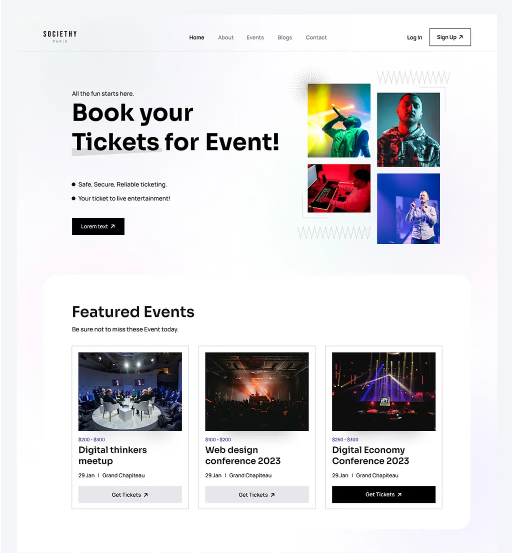 SOCIETHY
PARIS
Home
About
Events
Blogs
Contact
Log In
Sign Up
All the fun starts here.
Book your
Tickets for Event!
Safe, Secure, Reliable ticketing.
Your ticket to live entertainment!
Lorem text
Featured Events
Be sure not to miss these Event today.
$200 - $300
Digital thinkers
meetup
29 Jan | Grand Chapiteau
Get Tickets
$100 - $200
Web design
conference 2023
29 Jan | Grand Chapiteau
Get Tickets
$250 - $300
Digital Economy
Conference 2023
29 Jan | Grand Chapiteau
Get Tickets